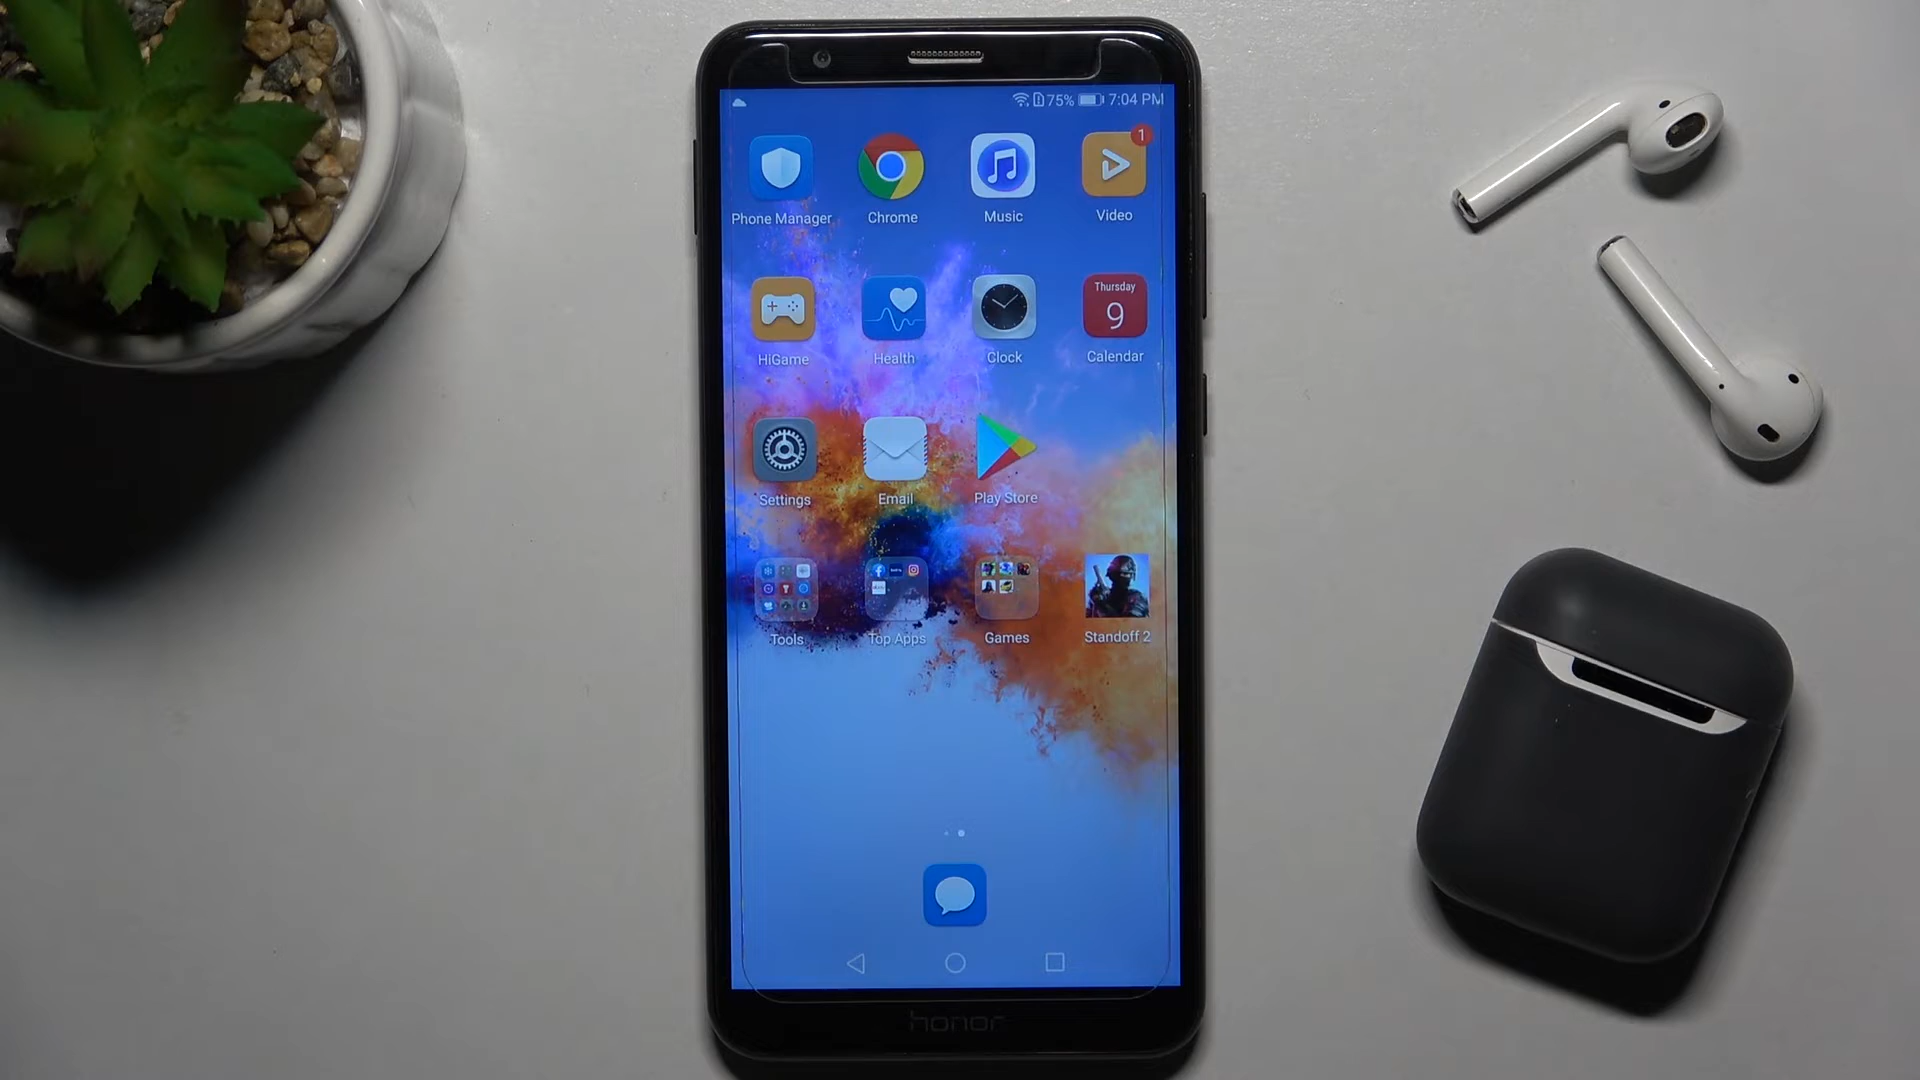 75% 7:04 PM
1
Phone Manager Chrome Music Video
Thursday
9
HiGame Health Clock Calendar
Settings Email Play Store
Tools Top Apps Games Standoff 2
honor